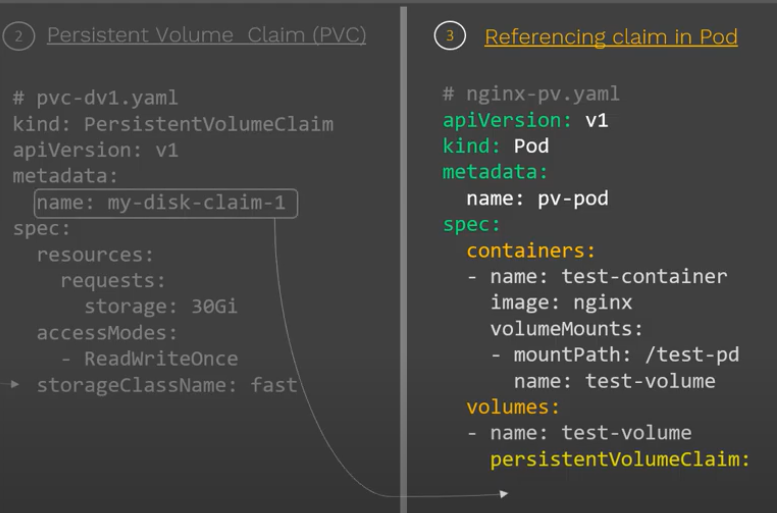 2 Persistent Volume Claim (PVC)
# pvc-dv1.yaml
kind: PersistentVolumeClaim
apiVersion: v1
metadata:
  name: my-disk-claim-1
spec:
  resources:
    requests:
      storage: 30Gi
  accessModes:
    - ReadWriteOnce
  storageClassName: fast
3 Referencing claim in Pod
# nginx-pv.yaml
apiVersion: v1
kind: Pod
metadata:
  name: pv-pod
spec:
  containers:
  - name: test-container
    image: nginx
    volumeMounts:
    - mountPath: /test-pd
      name: test-volume
  volumes:
  - name: test-volume
    persistentVolumeClaim: